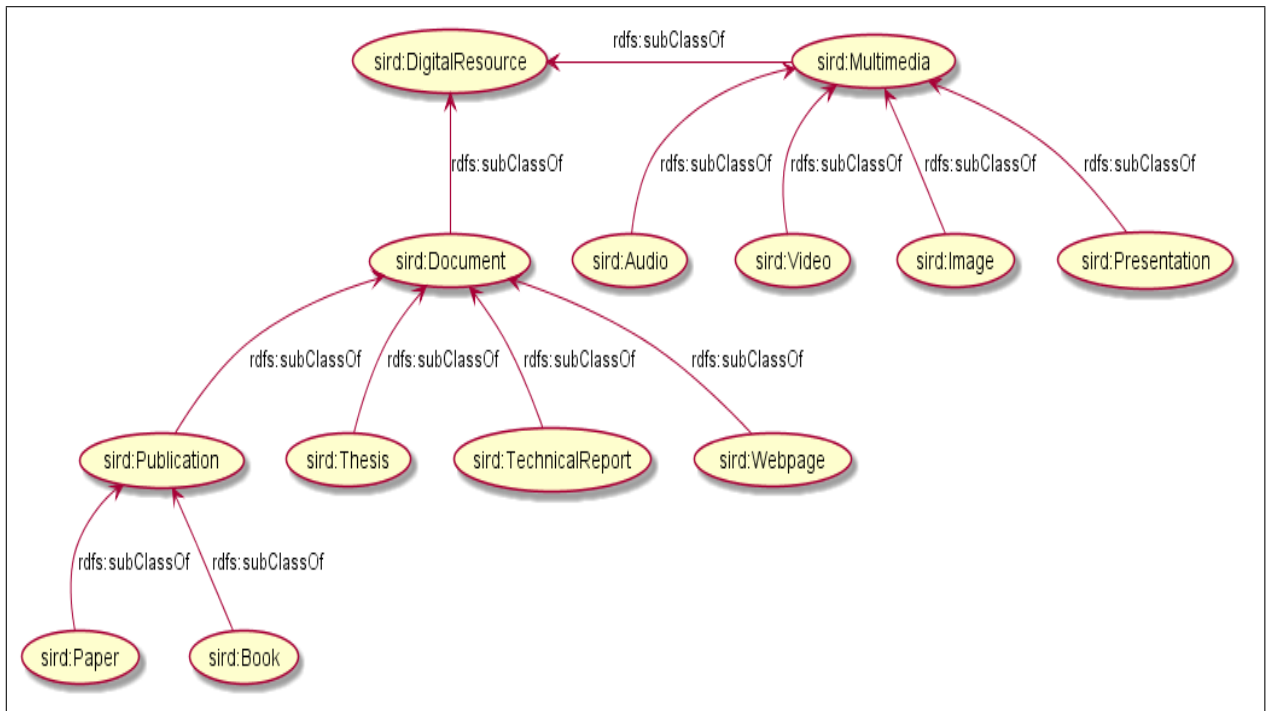 rdfs:subClassOf
sird:DigitalResource
sird:Multimedia
rdfs:subClassOf
rdfs:subClassOf
rdfs:subClassOf
rdfs:subClassOf
rdfs:subClassOf
sird:Document
sird:Audio
sird:Video
sird:Image
sird:Presentation
rdfs:subClassOf
rdfs:subClassOf
rdfs:subClassOf
rdfs:subClassOf
sird:Publication
sird:Thesis
sird:TechnicalReport
sird:Webpage
rdfs:subClassOf
rdfs:subClassOf
sird:Paper
sird:Book